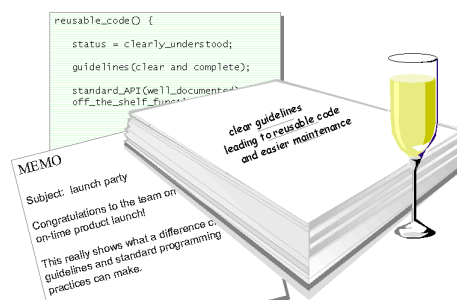 reusable_code() {
status = clearly_understood;
guidelines(clear and complete);
standard_API(well_documented)
clear guidelines
leading to reusable code
and easier maintenance
MEMO
Subject: launch party
Congratulations to the team on
on-time product launch!
This really shows what a difference
guidelines and standard programming
practices can make.